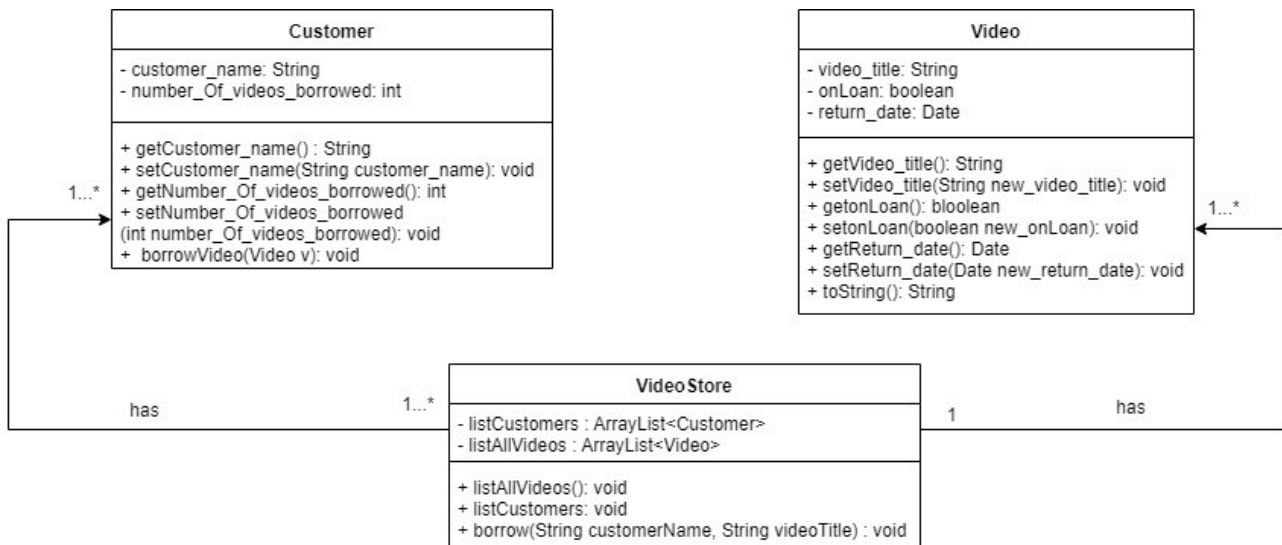 Customer
- customer_name: String
- number_Of_videos_borrowed: int
+ getCustomer_name() : String
+ setCustomer_name(String customer_name): void
+ getNumber_Of_videos_borrowed(): int
+ setNumber_Of_videos_borrowed
(int number_Of_videos_borrowed): void
+ borrowVideo(Video v): void
1...*
Video
- video_title: String
- onLoan: boolean
- return_date: Date
+ getVideo_title(): String
+ setVideo_title(String new_video_title): void
+ getonLoan(): bloolean
+ setonLoan(boolean new_onLoan): void
+ getReturn_date(): Date
+ setReturn_date(Date new_return_date): void
+ toString(): String
1...*
has
1...*
VideoStore
- listCustomers : ArrayList<Customer>
- listAllVideos : ArrayList<Video>
+ listAllVideos(): void
+ listCustomers: void
+ borrow(String customerName, String videoTitle) : void
1
has